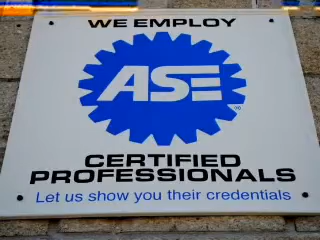 WE EMPLOY
ASE
CERTIFIED
PROFESSIONALS
Let us show you their credentials